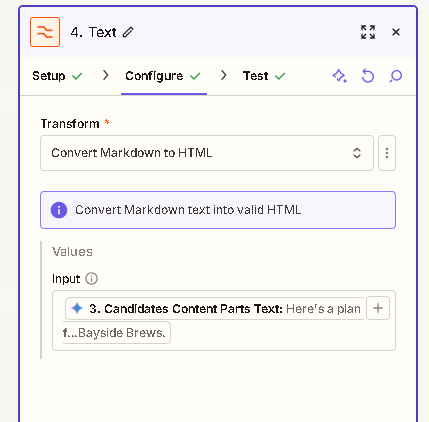 4. Text
Setup Configure Test
Transform *
Convert Markdown to HTML
Convert Markdown text into valid HTML
Values
Input
3. Candidates Content Parts Text: Here's a plan
f...Bayside Brews.